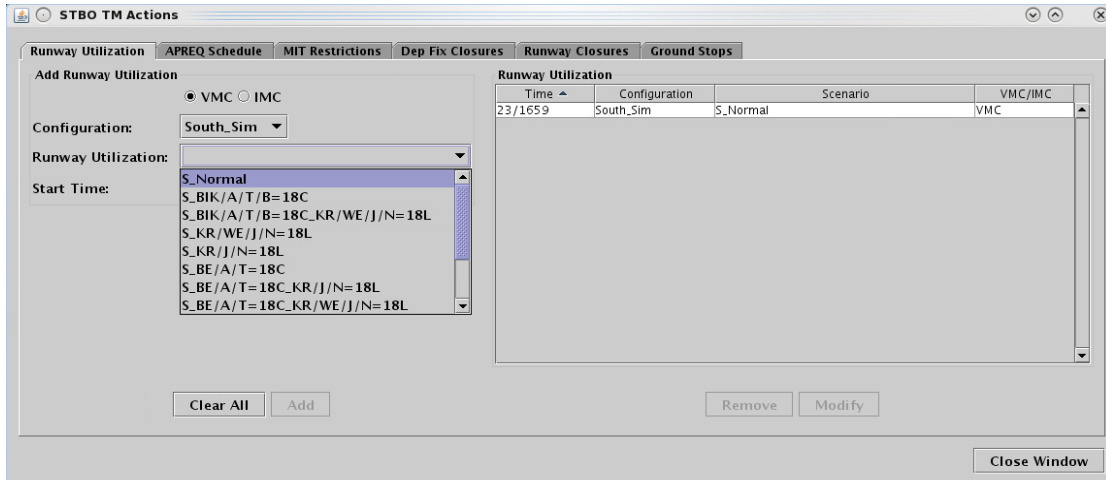 STBO TM Actions
Runway Utilization APREQ Schedule MIT Restrictions Dep Fix Closures Runway Closures Ground Stops
Add Runway Utilization
VMC IMC
Configuration: South_Sim
Runway Utilization:
Start Time:
S_Normal
S_BIK/A/T/B=18C
S_BIK/A/T/B=18C_KR/WE/J/N=18L
S_KR/WE/J/N=18L
S_KR/J/N=18L
S_BE/A/T=18C
S_BE/A/T=18C_KR/J/N=18L
S_BE/A/T=18C_KR/WE/J/N=18L
Clear All Add
Runway Utilization
Time Configuration Scenario VMC/IMC
23/1659 South_Sim S_Normal VMC
Remove Modify
Close Window